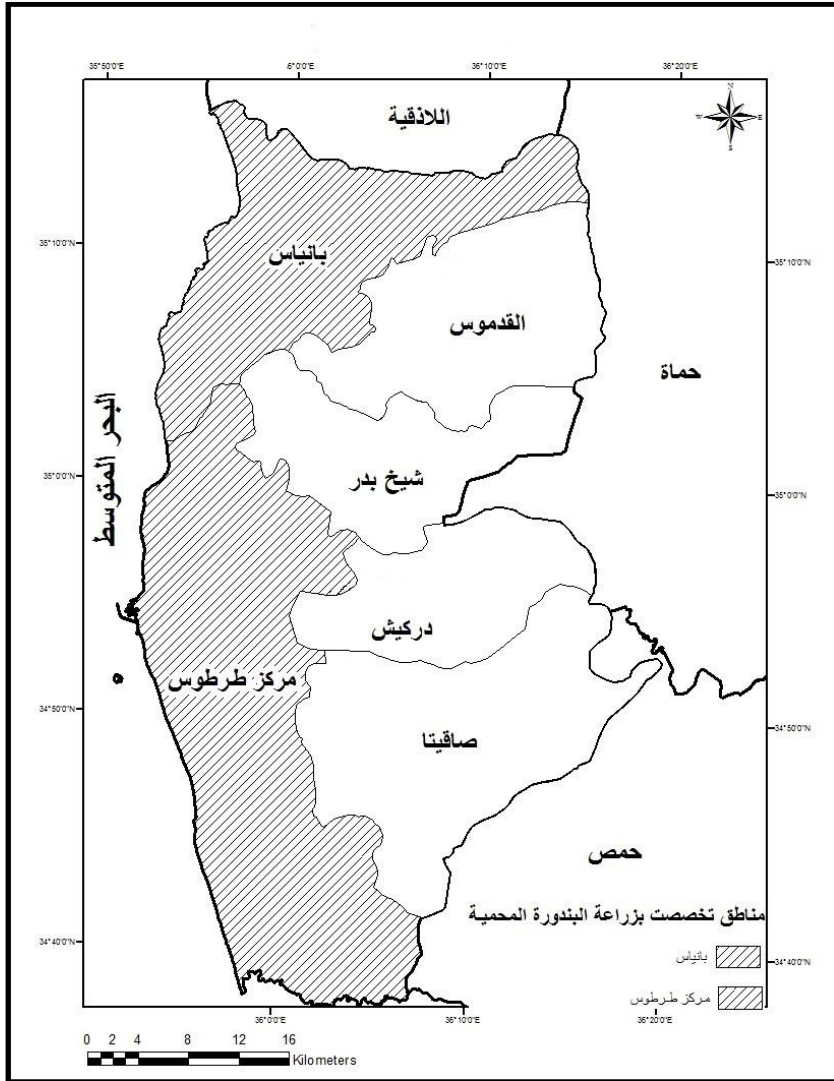 35°50'0"E
6°0'0"E
36°10'0"E
36°20'0"E
N
W
E
S
اللاذقية
35°10'0"N
35°10'0"N
بانياس
القدموس
حماة
البحر المتوسط
35°0'0"N
35°0'0"N
شيخ بدر
دركيش
مركز طرطوس
34°50'0"N
34°50'0"N
صاقيتا
حمص
مناطق تخصصت بزراعة البندورة المحمية
بانياس
مركز طرطوس
34°40'0"N
34°40'0"N
36°0'0"E
36°10'0"E
36°20'0"E
0 2 4 8 12 16
Kilometers